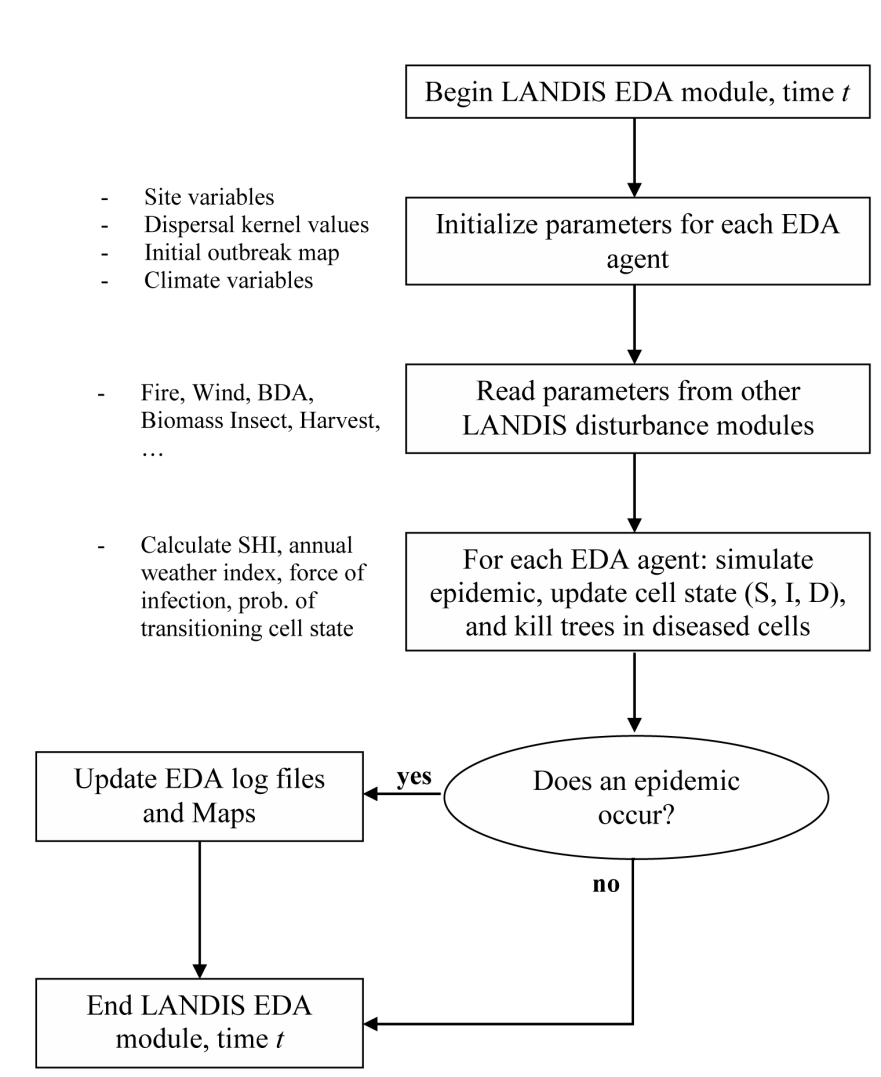 Begin LANDIS EDA module, time t
- Site variables
- Dispersal kernel values
- Initial outbreak map
- Climate variables
Initialize parameters for each EDA
agent
- Fire, Wind, BDA,
Biomass Insect, Harvest,
…
Read parameters from other
LANDIS disturbance modules
- Calculate SHI, annual
weather index, force of
infection, prob. of
transitioning cell state
For each EDA agent: simulate
epidemic, update cell state (S, I, D),
and kill trees in diseased cells
Does an epidemic
occur?
yes
Update EDA log files
and Maps
no
End LANDIS EDA
module, time t